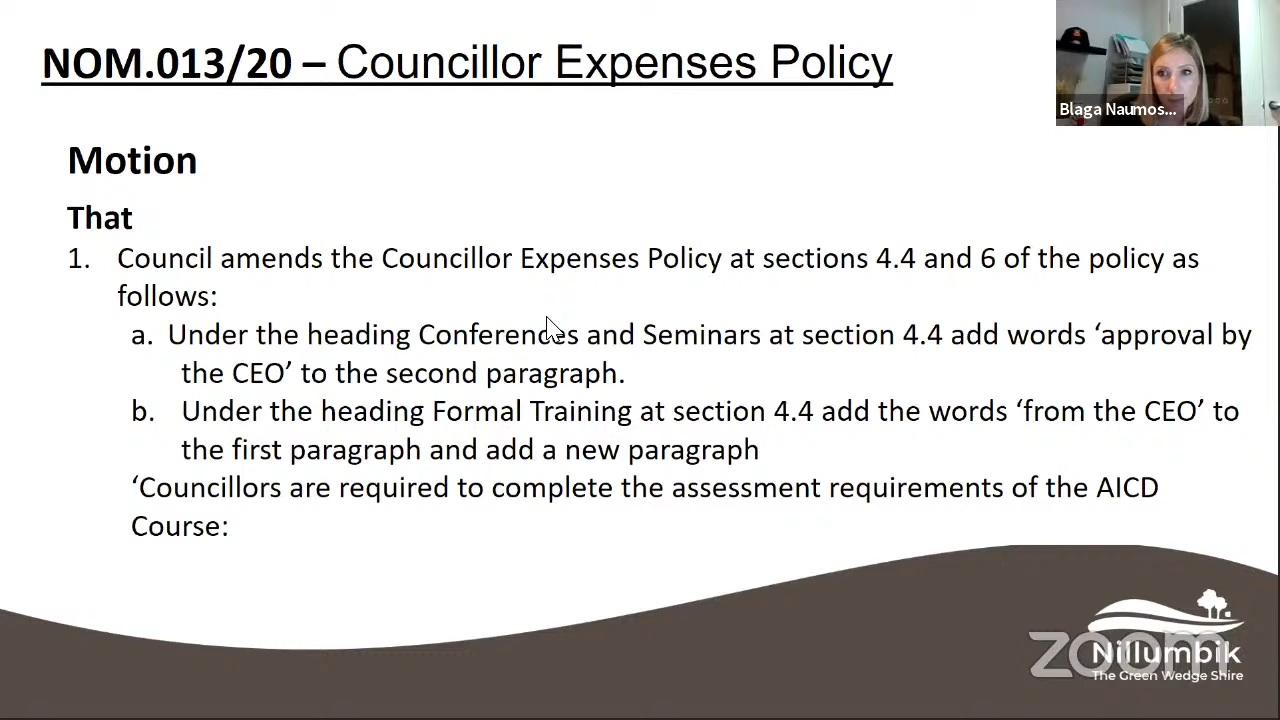 NOM.013/20 – Councillor Expenses Policy
Blaga Naumos...
Motion
That
1. Council amends the Councillor Expenses Policy at sections 4.4 and 6 of the policy as
follows:
a. Under the heading Conferences and Seminars at section 4.4 add words ‘approval by
the CEO’ to the second paragraph.
b. Under the heading Formal Training at section 4.4 add the words ‘from the CEO’ to
the first paragraph and add a new paragraph
‘Councillors are required to complete the assessment requirements of the AICD
Course:
zoom
Nillumbik
The Green Wedge Shire